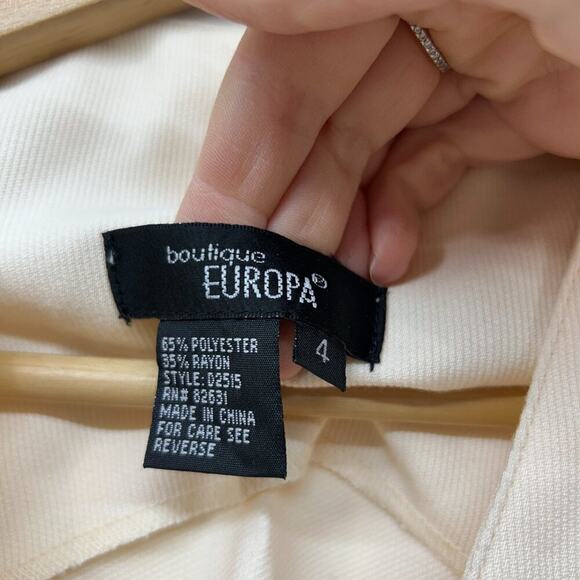 boutique
EUROPA®
4
65% POLYESTER
35% RAYON
STYLE: D2515
RN# 82631
MADE IN CHINA
FOR CARE SEE
REVERSE